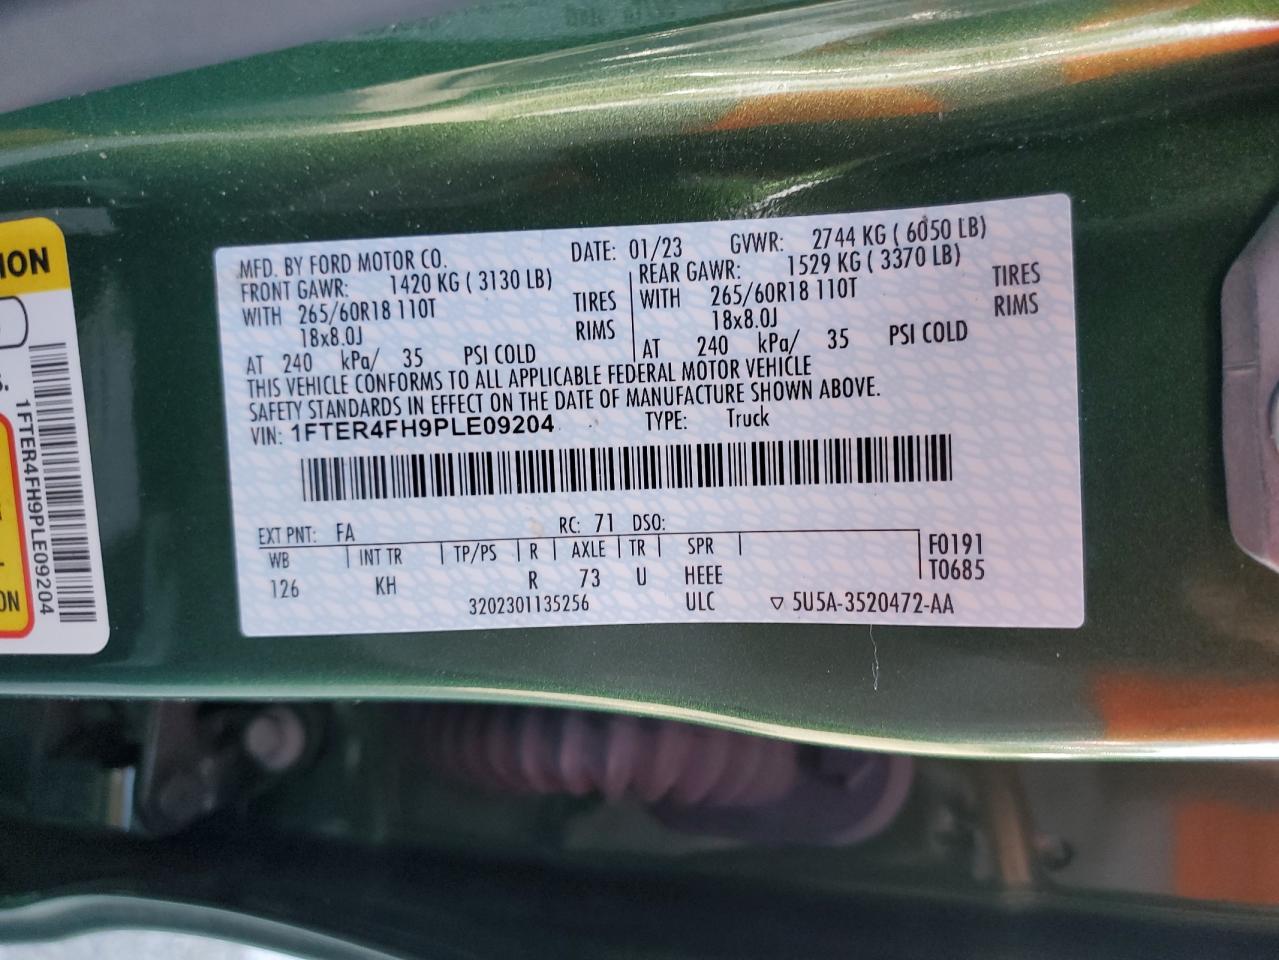 MFD. BY FORD MOTOR CO. DATE: 01/23 GVWR: 2744 KG ( 6050 LB)
FRONT GAWR: 1420 KG ( 3130 LB) REAR GAWR: 1529 KG ( 3370 LB)
WITH 265/60R18 110T TIRES WITH 265/60R18 110T TIRES
18x8.0J RIMS 18x8.0J RIMS
AT 240 kPa/ 35 PSI COLD AT 240 kPa/ 35 PSI COLD
THIS VEHICLE CONFORMS TO ALL APPLICABLE FEDERAL MOTOR VEHICLE
SAFETY STANDARDS IN EFFECT ON THE DATE OF MANUFACTURE SHOWN ABOVE.
VIN: 1FTER4FH9PLE09204 TYPE: Truck
EXT PNT: FA RC: 71 DSO:
WB INT TR TP/PS R AXLE TR SPR F0191
126 KH R 73 U HEEE T0685
3202301135256 ULC ▽ 5U5A-3520472-AA
1FTER4FH9PLE09204